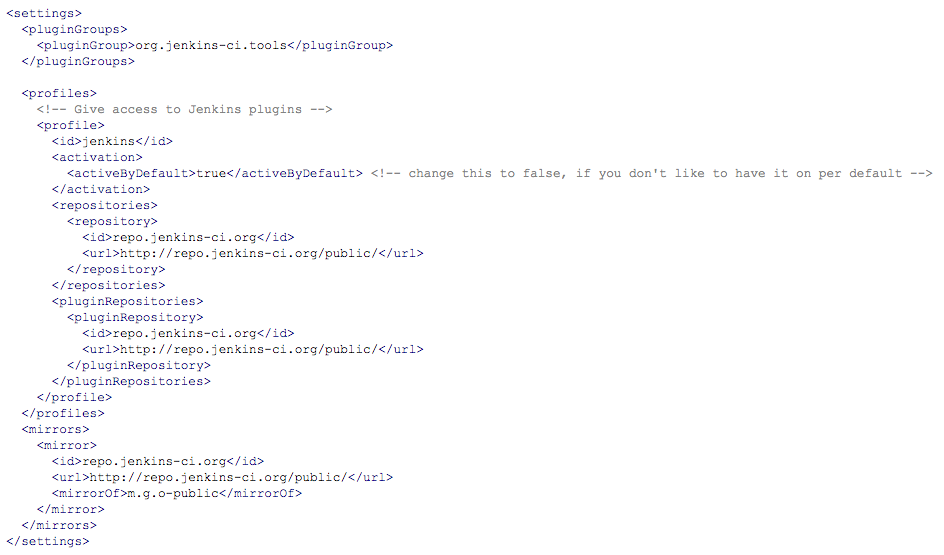 <settings>
  <pluginGroups>
    <pluginGroup>org.jenkins-ci.tools</pluginGroup>
  </pluginGroups>

  <profiles>
    <!-- Give access to Jenkins plugins -->
    <profile>
      <id>jenkins</id>
      <activation>
        <activeByDefault>true</activeByDefault> <!-- change this to false, if you don't like to have it on per default -->
      </activation>
      <repositories>
        <repository>
          <id>repo.jenkins-ci.org</id>
          <url>http://repo.jenkins-ci.org/public/</url>
        </repository>
      </repositories>
      <pluginRepositories>
        <pluginRepository>
          <id>repo.jenkins-ci.org</id>
          <url>http://repo.jenkins-ci.org/public/</url>
        </pluginRepository>
      </pluginRepositories>
    </profile>
  </profiles>
  <mirrors>
    <mirror>
      <id>repo.jenkins-ci.org</id>
      <url>http://repo.jenkins-ci.org/public/</url>
      <mirrorOf>m.g.o-public</mirrorOf>
    </mirror>
  </mirrors>
</settings>